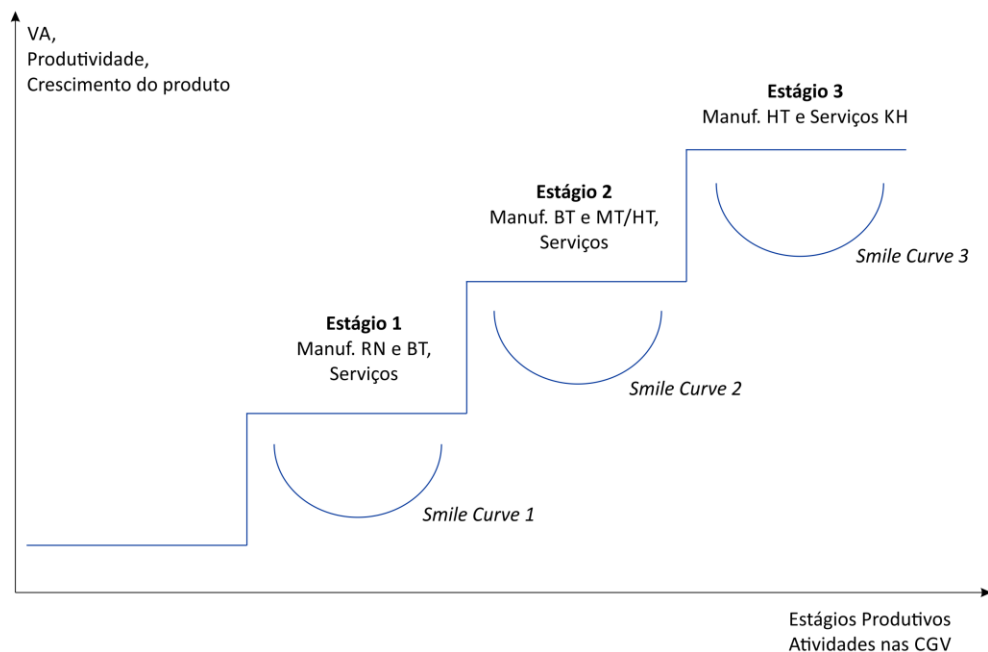 VA,
Produtividade,
Crescimento do produto
Estágio 3
Manuf. HT e Serviços KH
Smile Curve 3
Estágio 2
Manuf. BT e MT/HT,
Serviços
Smile Curve 2
Estágio 1
Manuf. RN e BT,
Serviços
Smile Curve 1
Estágios Produtivos
Atividades nas CGV